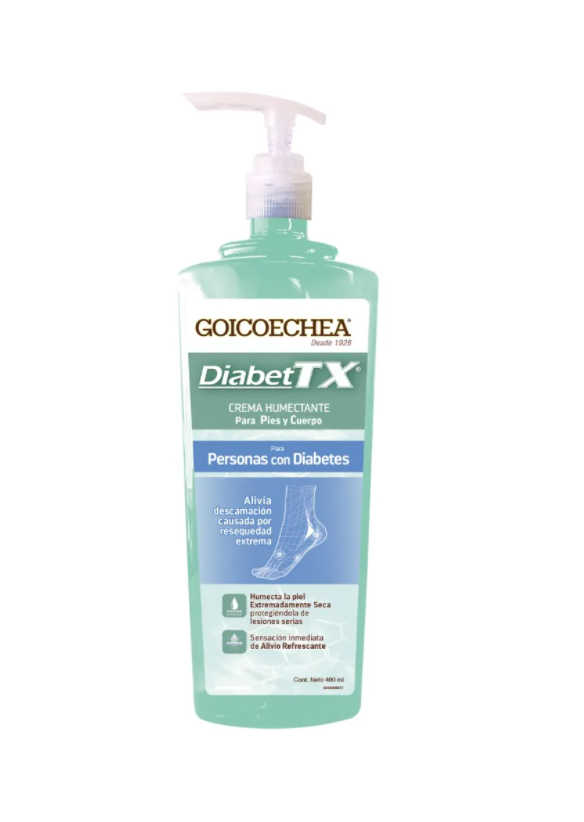 GOICOECHEA®
Desde 1926
DiabetTX®
CREMA HUMECTANTE
Para Pies y Cuerpo
Para
Personas con Diabetes
Alivia
descamación
causada por
resequedad
extrema
Humecta la piel
Extremadamente Seca
protegiéndola de
lesiones serias
Sensación inmediata
de Alivio Refrescante
Cont. Neto 400 ml